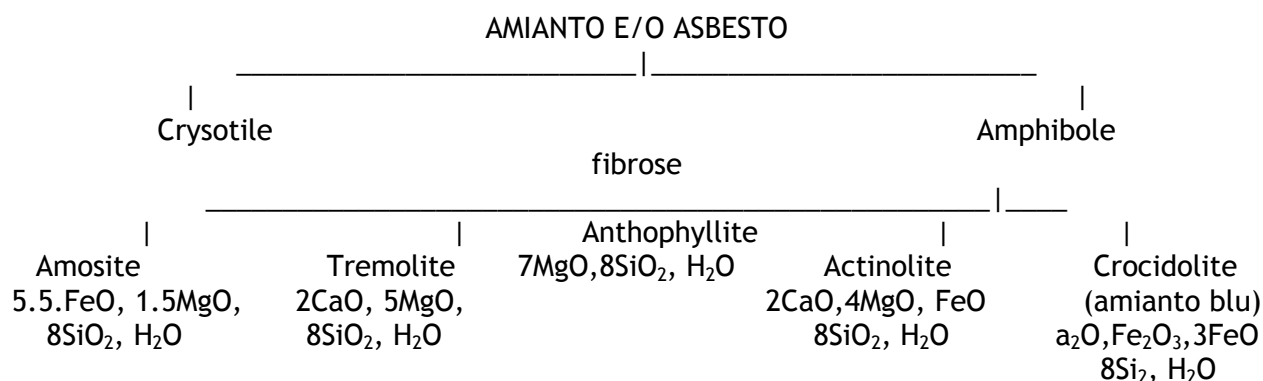 AMIANTO E/O ASBESTO
Crysotile Amphibole
fibrose
Anthophyllite
Amosite Tremolite 7MgO,8SiO₂, H₂O Actinolite Crocidolite
5.5.FeO, 1.5MgO, 2CaO, 5MgO, 2CaO,4MgO, FeO (amianto blu)
8SiO₂, H₂O 8SiO₂, H₂O 8SiO₂, H₂O a₂O,Fe₂O₃,3FeO
8Si₂, H₂O